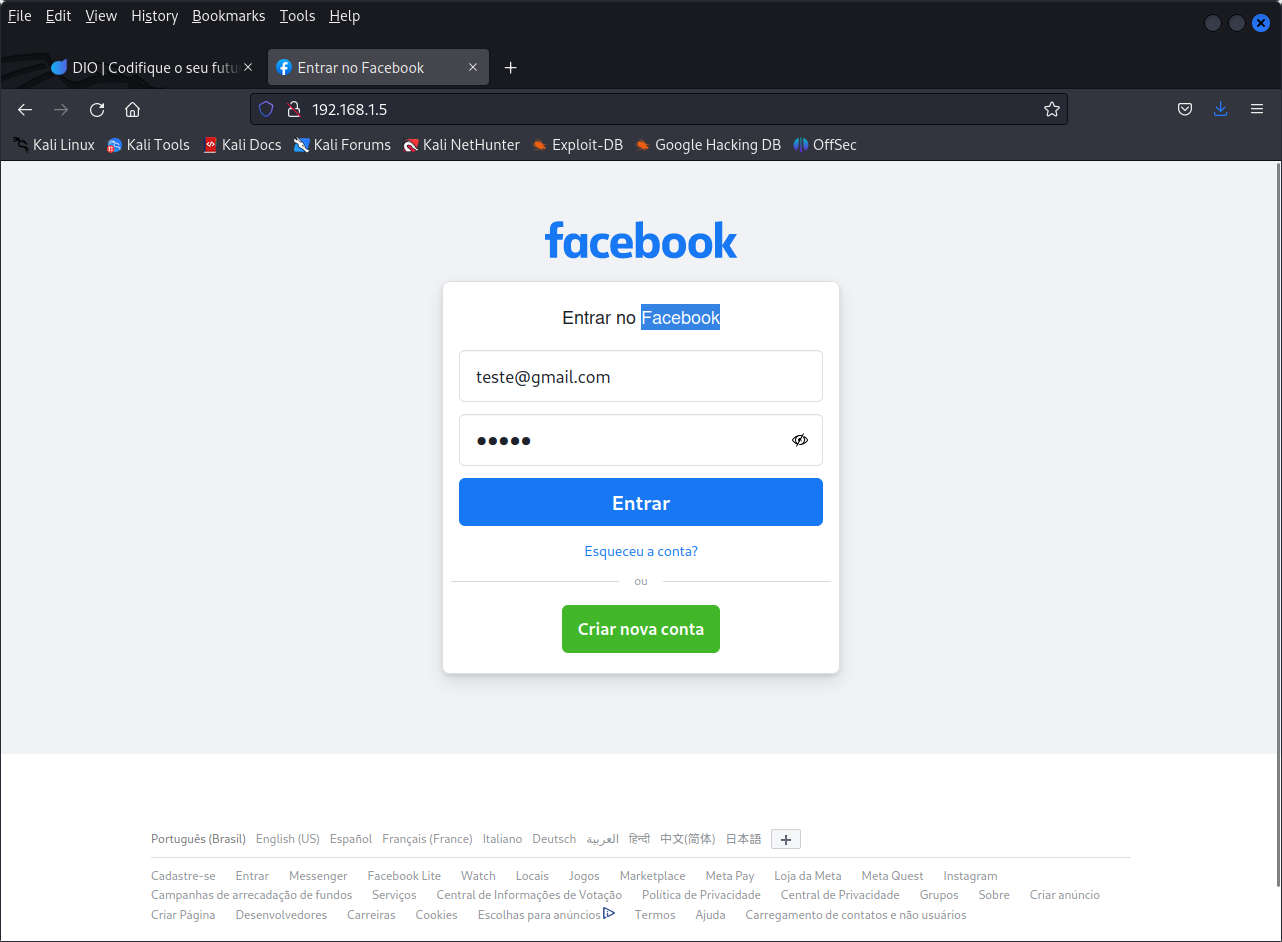 File Edit View History Bookmarks Tools Help
DIO | Codifique o seu futu
Entrar no Facebook
192.168.1.5
Kali Linux Kali Tools Kali Docs Kali Forums Kali NetHunter Exploit-DB Google Hacking DB OffSec
facebook
Entrar no Facebook
teste@gmail.com
Entrar
Esqueceu a conta?
ou
Criar nova conta
Português (Brasil) English (US) Español Français (France) Italiano Deutsch العربية हिन्दी 中文(简体) 日本語
Cadastre-se Entrar Messenger Facebook Lite Watch Locais Jogos Marketplace Meta Pay Loja da Meta Meta Quest Instagram
Campanhas de arrecadação de fundos Serviços Central de Informações de Votação Política de Privacidade Central de Privacidade Grupos Sobre Criar anúncio
Criar Página Desenvolvedores Carreiras Cookies Escolhas para anúncios Termos Ajuda Carregamento de contatos e não usuários